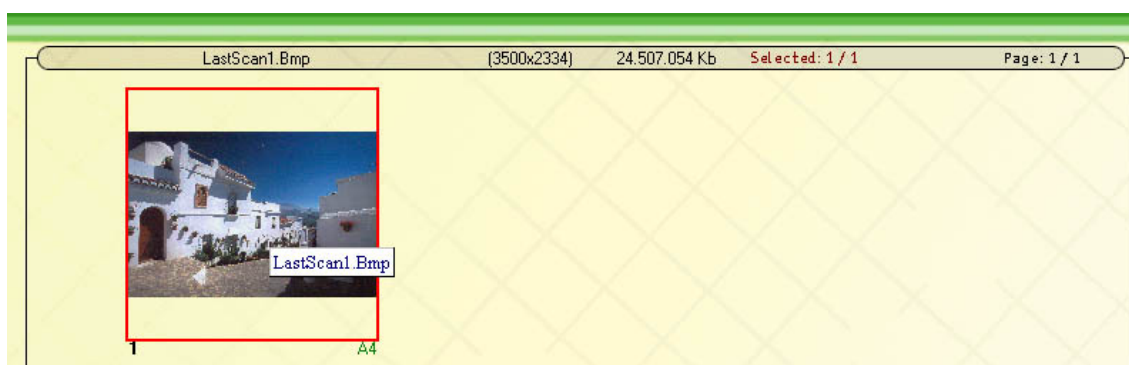 LastScan1.Bmp (3500x2334) 24.507.054 Kb Selected: 1 / 1 Page: 1 / 1
LastScan1.Bmp
1 A4